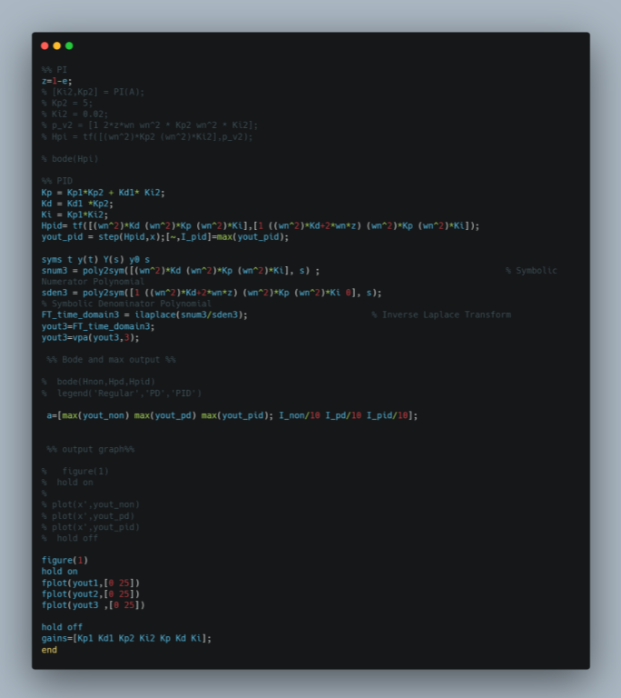 %% PI
z=1-e;
% [Ki2,Kp2] = PI(A);
% Kp2 = 5;
% Ki2 = 0.02;
% p_v2 = [1 2*z*wn wn^2 * Kp2 wn^2 * Ki2];
% Hpi = tf([(wn^2)*Kp2 (wn^2)*Ki2],p_v2);
% bode(Hpi)
%% PID
Kp = Kp1*Kp2 + Kd1* Ki2;
Kd = Kd1 *Kp2;
Ki = Kp1*Ki2;
Hpid= tf([(wn^2)*Kd (wn^2)*Kp (wn^2)*Ki],[1 ((wn^2)*Kd+2*wn*z) (wn^2)*Kp (wn^2)*Ki]);
yout_pid = step(Hpid,x);[~,I_pid]=max(yout_pid);
syms t y(t) Y(s) y0 s
snum3 = poly2sym([(wn^2)*Kd (wn^2)*Kp (wn^2)*Ki], s) ; % Symbolic
Numerator Polynomial
sden3 = poly2sym([1 ((wn^2)*Kd+2*wn*z) (wn^2)*Kp (wn^2)*Ki 0], s);
% Symbolic Denominator Polynomial
FT_time_domain3 = ilaplace(snum3/sden3); % Inverse Laplace Transform
yout3=FT_time_domain3;
yout3=vpa(yout3,3);
%% Bode and max output %%
% bode(Hnon,Hpd,Hpid)
% legend('Regular','PD','PID')
a=[max(yout_non) max(yout_pd) max(yout_pid); I_non/10 I_pd/10 I_pid/10];
%% output graph%%
% figure(1)
% hold on
%
% plot(x',yout_non)
% plot(x',yout_pd)
% plot(x',yout_pid)
% hold off
figure(1)
hold on
fplot(yout1,[0 25])
fplot(yout2,[0 25])
fplot(yout3 ,[0 25])
hold off
gains=[Kp1 Kd1 Kp2 Ki2 Kp Kd Ki];
end